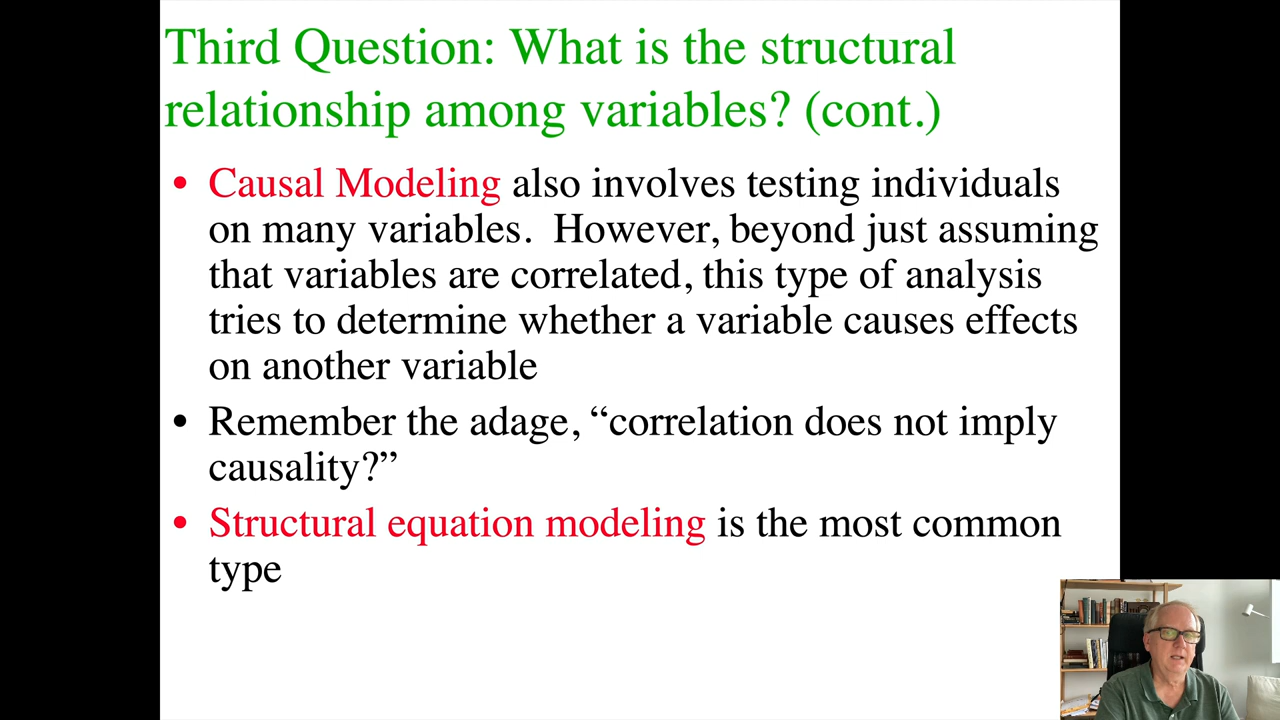 Third Question: What is the structural
relationship among variables? (cont.)
• Causal Modeling also involves testing individuals
on many variables.  However, beyond just assuming
that variables are correlated, this type of analysis
tries to determine whether a variable causes effects
on another variable
• Remember the adage, “correlation does not imply
causality?”
• Structural equation modeling is the most common
type